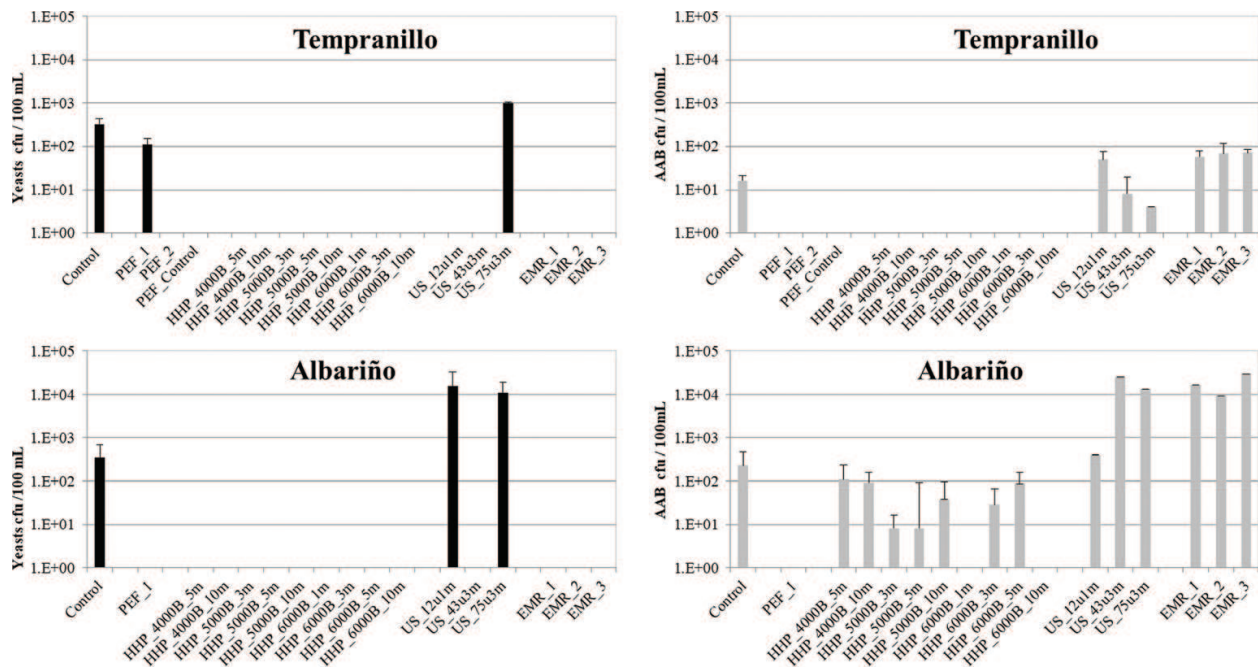 Tempranillo
Yeasts cfu / 100 mL
1.E+05
1.E+04
1.E+03
1.E+02
1.E+01
1.E+00
Control
PEF_1
PEF_2
PEF_Control
HHP_4000B_5m
HHP_4000B_10m
HHP_5000B_3m
HHP_5000B_5m
HHP_5000B_10m
HHP_6000B_1m
HHP_6000B_3m
HHP_6000B_10m
US_12u1m
US_43u3m
US_75u3m
EMR_1
EMR_2
EMR_3
Tempranillo
AAB cfu / 100mL
1.E+05
1.E+04
1.E+03
1.E+02
1.E+01
1.E+00
Control
PEF_1
PEF_2
PEF_Control
HHP_4000B_5m
HHP_4000B_10m
HHP_5000B_3m
HHP_5000B_5m
HHP_5000B_10m
HHP_6000B_1m
HHP_6000B_3m
HHP_6000B_10m
US_12u1m
US_43u3m
US_75u3m
EMR_1
EMR_2
EMR_3
Albariño
Yeasts cfu /100 mL
1.E+05
1.E+04
1.E+03
1.E+02
1.E+01
1.E+00
Control
PEF_1
HHP_4000B_5m
HHP_4000B_10m
HHP_5000B_3m
HHP_5000B_5m
HHP_5000B_10m
HHP_6000B_1m
HHP_6000B_3m
HHP_6000B_5m
HHP_6000B_10m
US_12u1m
US_43u3m
US_75u3m
EMR_1
EMR_2
EMR_3
Albariño
AAB cfu / 100mL
1.E+05
1.E+04
1.E+03
1.E+02
1.E+01
1.E+00
Control
PEF_1
HHP_4000B_5m
HHP_4000B_10m
HHP_5000B_3m
HHP_5000B_5m
HHP_5000B_10m
HHP_6000B_1m
HHP_6000B_3m
HHP_6000B_5m
HHP_6000B_10m
US_12u1m
US_43u3m
US_75u3m
EMR_1
EMR_2
EMR_3